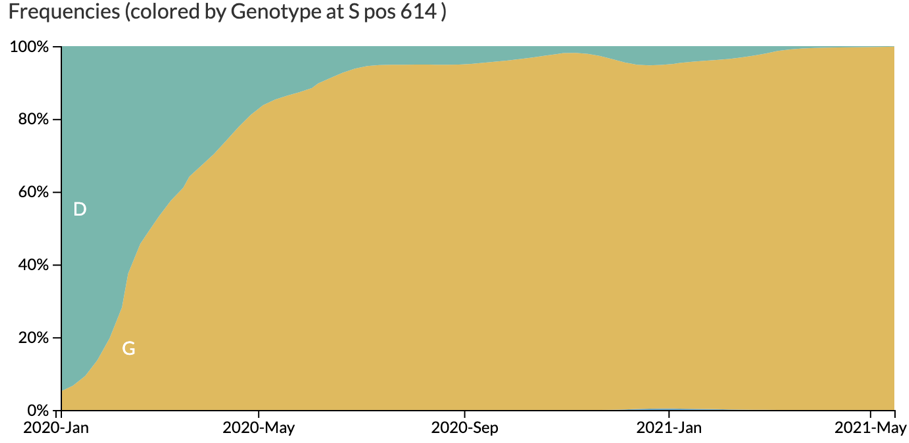 Frequencies (colored by Genotype at S pos 614 )
100%
80%
60%
40%
20%
0%
D
G
2020-Jan 2020-May 2020-Sep 2021-Jan 2021-May